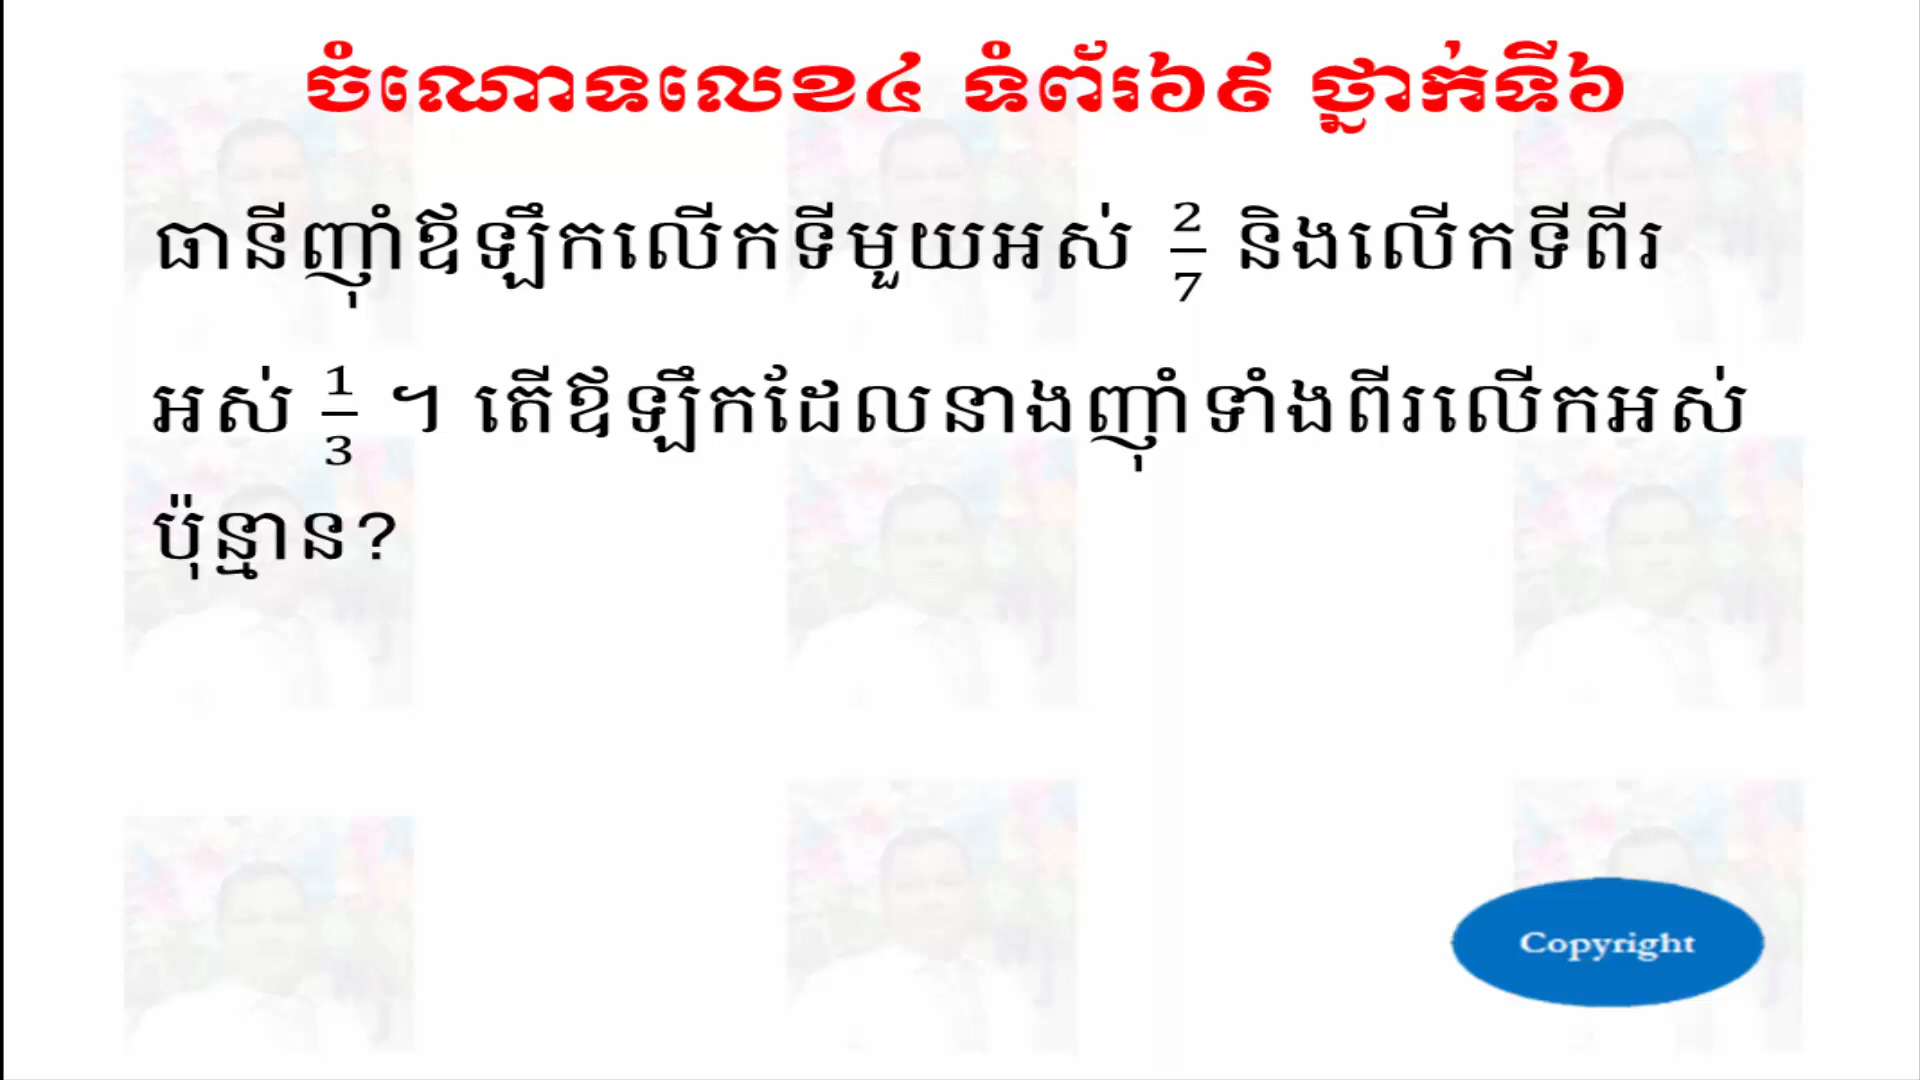 ចំណោទលេខ៤ ទំព័រ៦៩ ថ្នាក់ទី៦
ធានីញ៉ាំឪឡឹកលើកទីមួយអស់ 2/7 និងលើកទីពីរ
អស់ 1/3 ។ តើឪឡឹកដែលនាងញ៉ាំទាំងពីរលើកអស់
ប៉ុន្មាន?
Copyright